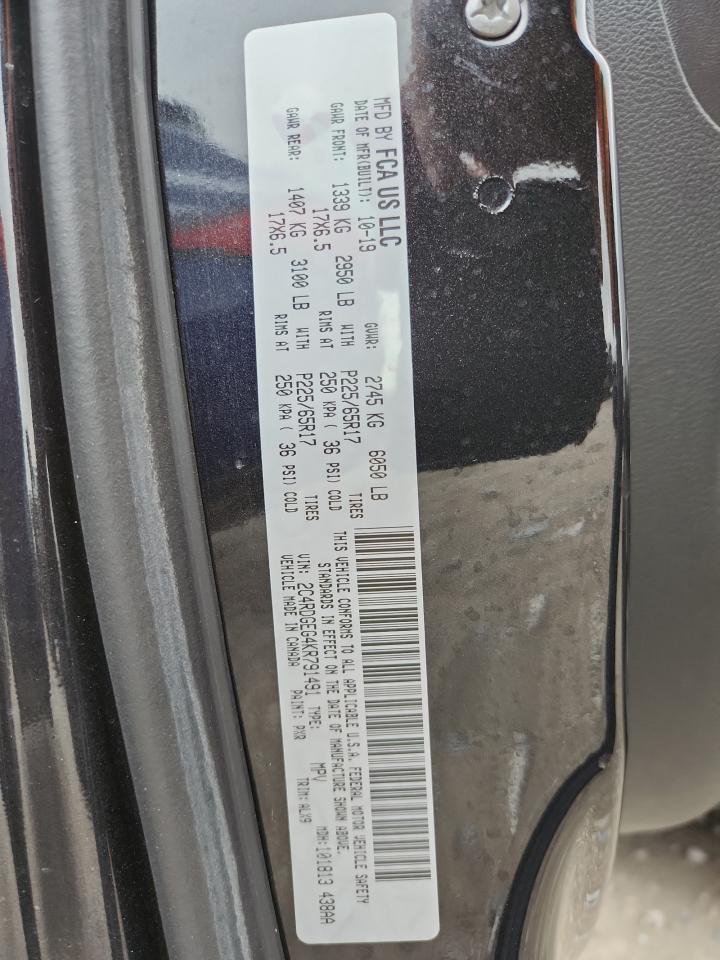 MFD BY FCA US LLC
DATE OF MFR(BUILT): 10-19 GVWR: 2745 KG 6050 LB
GAWR FRONT: 1339 KG 2950 LB WITH P225/65R17 TIRES
17X6.5 RIMS AT 250 KPA ( 36 PSI) COLD
GAWR REAR: 1407 KG 3100 LB WITH P225/65R17 TIRES
17X6.5 RIMS AT 250 KPA ( 36 PSI) COLD
THIS VEHICLE CONFORMS TO ALL APPLICABLE U.S.A. FEDERAL MOTOR VEHICLE SAFETY
STANDARDS IN EFFECT ON THE DATE OF MANUFACTURE SHOWN ABOVE.
VIN: 2C4RDGEG4KR791491 TYPE: MPV MDH: 101813 438AA
VEHICLE MADE IN CANADA PAINT: PXR TRIM: ALX9